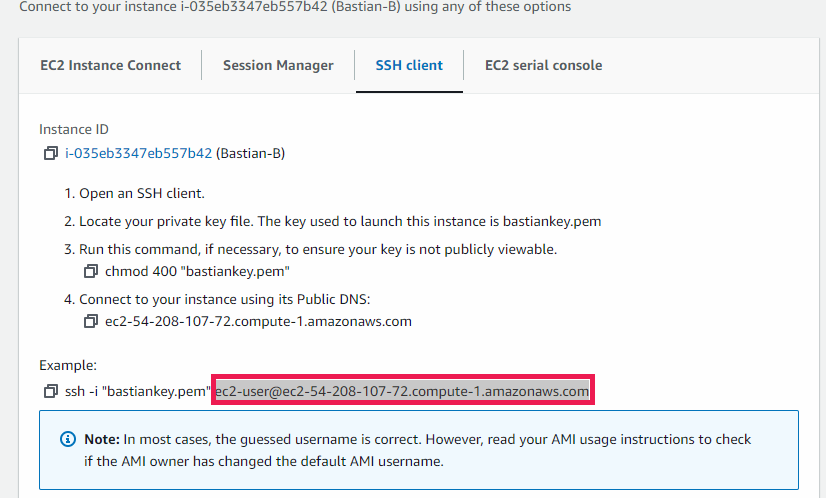 Connect to your instance i-035eb3347eb557b42 (Bastian-B) using any of these options
EC2 Instance Connect
Session Manager
SSH client
EC2 serial console
Instance ID
i-035eb3347eb557b42 (Bastian-B)
1. Open an SSH client.
2. Locate your private key file. The key used to launch this instance is bastiankey.pem
3. Run this command, if necessary, to ensure your key is not publicly viewable.
chmod 400 "bastiankey.pem"
4. Connect to your instance using its Public DNS:
ec2-54-208-107-72.compute-1.amazonaws.com
Example:
ssh -i "bastiankey.pem" ec2-user@ec2-54-208-107-72.compute-1.amazonaws.com
Note: In most cases, the guessed username is correct. However, read your AMI usage instructions to check
if the AMI owner has changed the default AMI username.